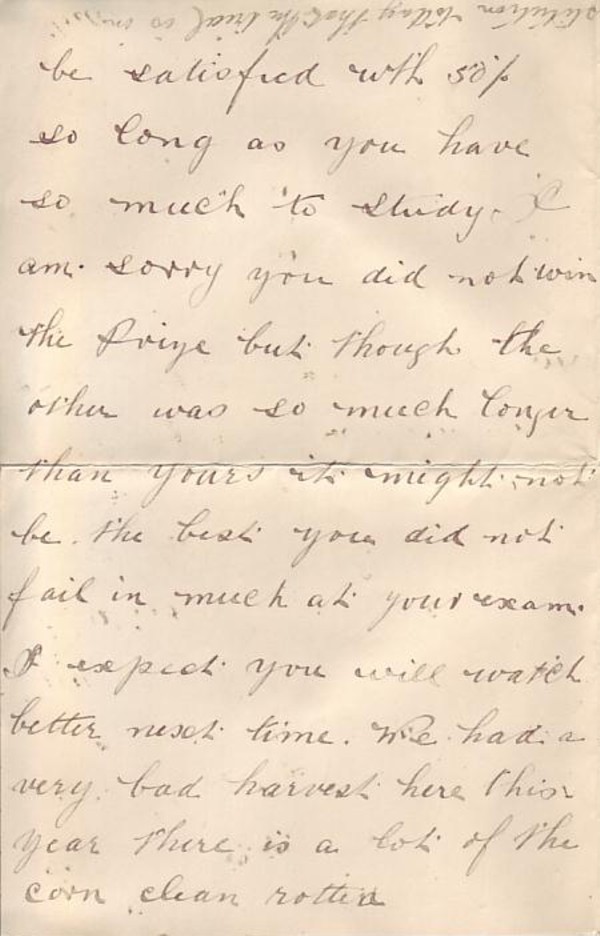 be satisfied wth 50%
so long as you have
so much to study. I
am sorry you did not win
the Prize but though the
other was so much longer
than yours it might not
be the best you did not
fail in much at your exam.
I expect you will watch
better next time. We had a
very bad harvest here this
year there is a lot of the
corn clean rotten